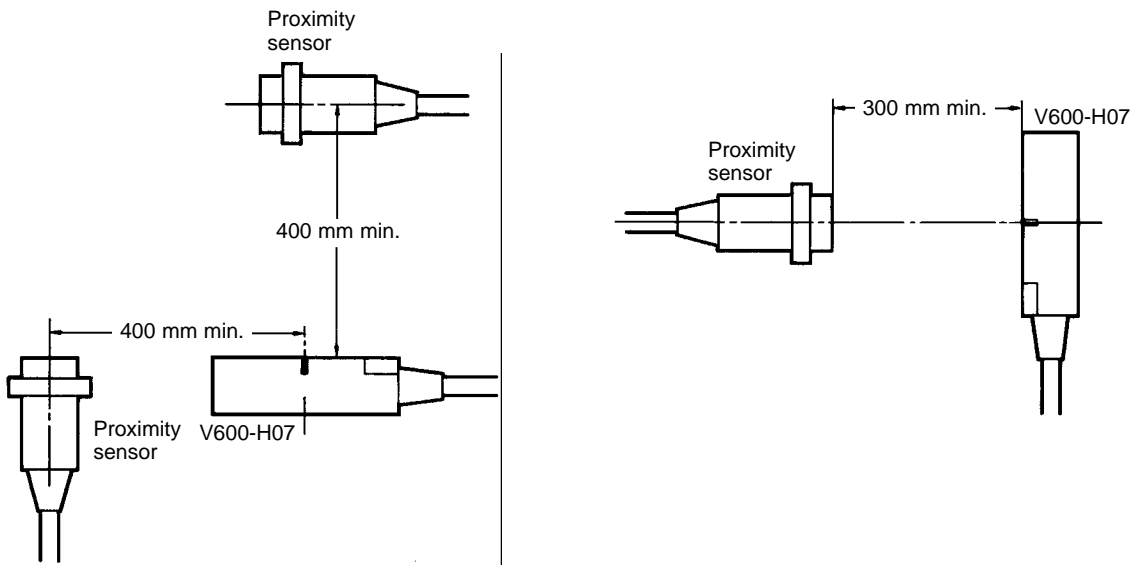 Proximity
sensor
400 mm min.
400 mm min.
Proximity
sensor
V600-H07
300 mm min.
V600-H07
Proximity
sensor